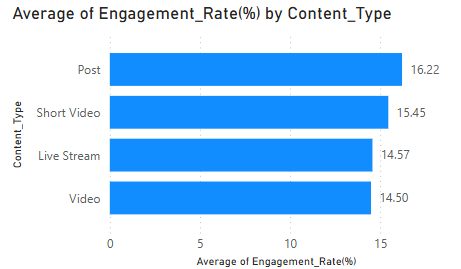 Average of Engagement_Rate(%) by Content_Type
Content_Type
Post
16.22
Short Video
15.45
Live Stream
14.57
Video
14.50
0 5 10 15
Average of Engagement_Rate(%)